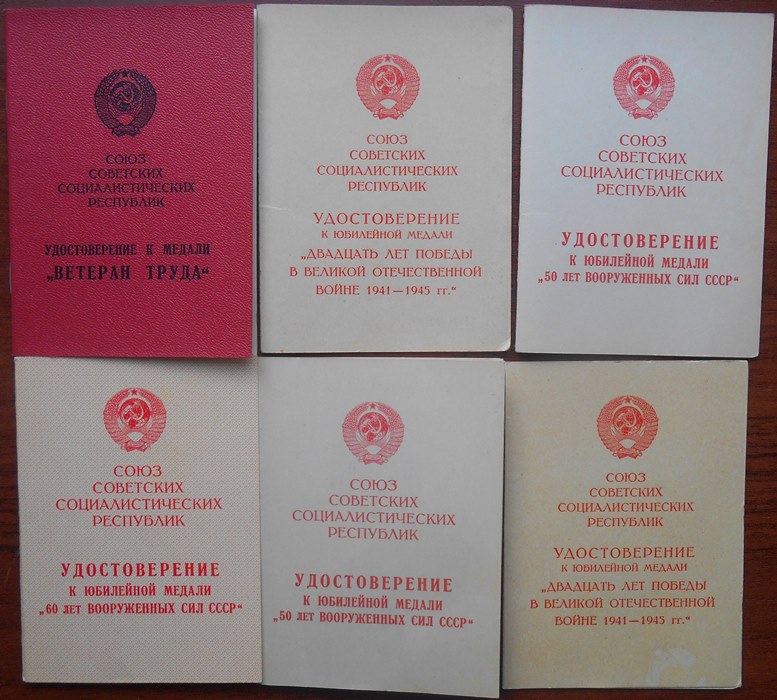 СОЮЗ
СОВЕТСКИХ
СОЦИАЛИСТИЧЕСКИХ
РЕСПУБЛИК
УДОСТОВЕРЕНИЕ К МЕДАЛИ
„ВЕТЕРАН ТРУДА“
СОЮЗ
СОВЕТСКИХ
СОЦИАЛИСТИЧЕСКИХ
РЕСПУБЛИК
УДОСТОВЕРЕНИЕ
К ЮБИЛЕЙНОЙ МЕДАЛИ
„ДВАДЦАТЬ ЛЕТ ПОБЕДЫ
В ВЕЛИКОЙ ОТЕЧЕСТВЕННОЙ
ВОЙНЕ 1941—1945 гг.“
СОЮЗ
СОВЕТСКИХ
СОЦИАЛИСТИЧЕСКИХ
РЕСПУБЛИК
УДОСТОВЕРЕНИЕ
К ЮБИЛЕЙНОЙ МЕДАЛИ
„50 ЛЕТ ВООРУЖЕННЫХ СИЛ СССР“
СОЮЗ
СОВЕТСКИХ
СОЦИАЛИСТИЧЕСКИХ
РЕСПУБЛИК
УДОСТОВЕРЕНИЕ
К ЮБИЛЕЙНОЙ МЕДАЛИ
„60 ЛЕТ ВООРУЖЕННЫХ СИЛ СССР“
СОЮЗ
СОВЕТСКИХ
СОЦИАЛИСТИЧЕСКИХ
РЕСПУБЛИК
УДОСТОВЕРЕНИЕ
К ЮБИЛЕЙНОЙ МЕДАЛИ
„50 ЛЕТ ВООРУЖЕННЫХ СИЛ СССР“
СОЮЗ
СОВЕТСКИХ
СОЦИАЛИСТИЧЕСКИХ
РЕСПУБЛИК
УДОСТОВЕРЕНИЕ
К ЮБИЛЕЙНОЙ МЕДАЛИ
„ДВАДЦАТЬ ЛЕТ ПОБЕДЫ
В ВЕЛИКОЙ ОТЕЧЕСТВЕННОЙ
ВОЙНЕ 1941—1945 гг.“